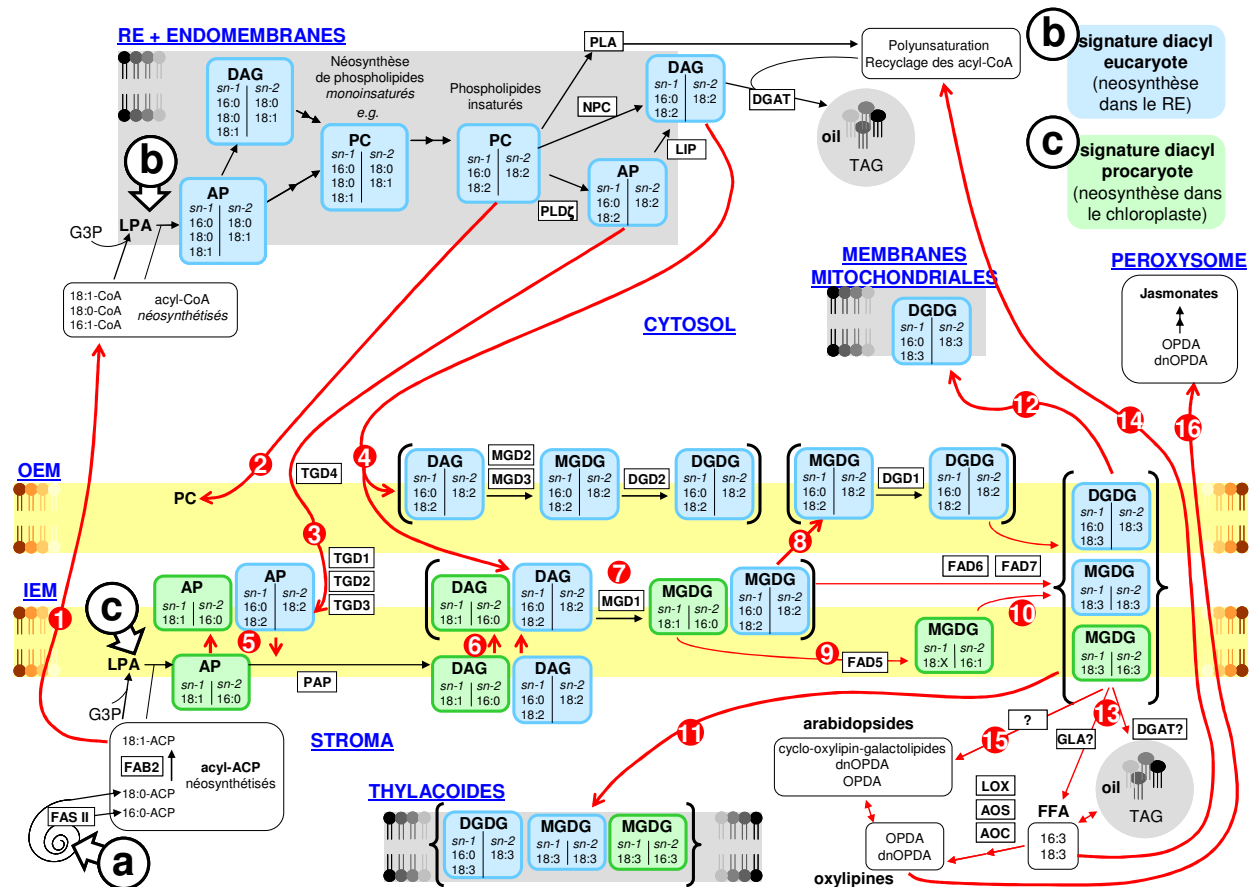 RE + ENDOMEMBRANES
DAG
sn-1 sn-2
16:0 18:0
18:0 18:1
18:1
Néosynthèse
de phospholipides
monoinsaturés
e.g.
PC
sn-1 sn-2
16:0 18:0
18:0 18:1
18:1
Phospholipides
insaturés
PC
sn-1 sn-2
16:0 18:2
18:2
PLA
NPC
PLDζ
LIP
DAG
sn-1 sn-2
16:0 18:2
18:2
AP
sn-1 sn-2
16:0 18:2
18:2
DGAT
Polyunsaturation
Recyclage des acyl-CoA
oil
TAG
b
signature diacyl
eucaryote
(neosynthèse
dans le RE)
c
signature diacyl
procaryote
(neosynthèse dans
le chloroplaste)
b
G3P
LPA
AP
sn-1 sn-2
16:0 18:0
18:0 18:1
18:1
18:1-CoA
18:0-CoA
16:1-CoA
acyl-CoA
néosynthétisés
CYTOSOL
MEMBRANES
MITOCHONDRIALES
DGDG
sn-1 sn-2
16:0 18:3
18:3
PEROXYSOME
Jasmonates
OPDA
dnOPDA
12
14
16
OEM
PC
2
TGD4
4
DAG
sn-1 sn-2
16:0 18:2
18:2
MGD2
MGD3
MGDG
sn-1 sn-2
16:0 18:2
18:2
DGD2
DGDG
sn-1 sn-2
16:0 18:2
18:2
MGDG
sn-1 sn-2
16:0 18:2
18:2
DGD1
DGDG
sn-1 sn-2
16:0 18:2
18:2
DGDG
sn-1 sn-2
16:0 18:3
18:3
3
8
IEM
c
1
AP
sn-1 sn-2
18:1 16:0
AP
sn-1 sn-2
16:0 18:2
18:2
TGD1
TGD2
TGD3
DAG
sn-1 sn-2
18:1 16:0
DAG
sn-1 sn-2
16:0 18:2
18:2
7
MGD1
MGDG
sn-1 sn-2
18:1 16:0
MGDG
sn-1 sn-2
16:0 18:2
18:2
FAD6
FAD7
MGDG
sn-1 sn-2
18:3 18:3
10
5
6
9
FAD5
MGDG
sn-1 sn-2
18:X 16:1
MGDG
sn-1 sn-2
18:3 16:3
LPA
G3P
AP
sn-1 sn-2
18:1 16:0
PAP
DAG
sn-1 sn-2
18:1 16:0
DAG
sn-1 sn-2
16:0 18:2
18:2
STROMA
18:1-ACP
FAB2
acyl-ACP
néosynthétisés
18:0-ACP
FAS II
16:0-ACP
a
11
THYLACOIDES
DGDG
sn-1 sn-2
16:0 18:3
18:3
MGDG
sn-1 sn-2
18:3 18:3
MGDG
sn-1 sn-2
18:3 16:3
arabidopsides
cyclo-oxylipin-galactolipides
dnOPDA
OPDA
?
15
13
GLA?
DGAT?
oil
TAG
LOX
AOS
AOC
FFA
16:3
18:3
OPDA
dnOPDA
oxylipines